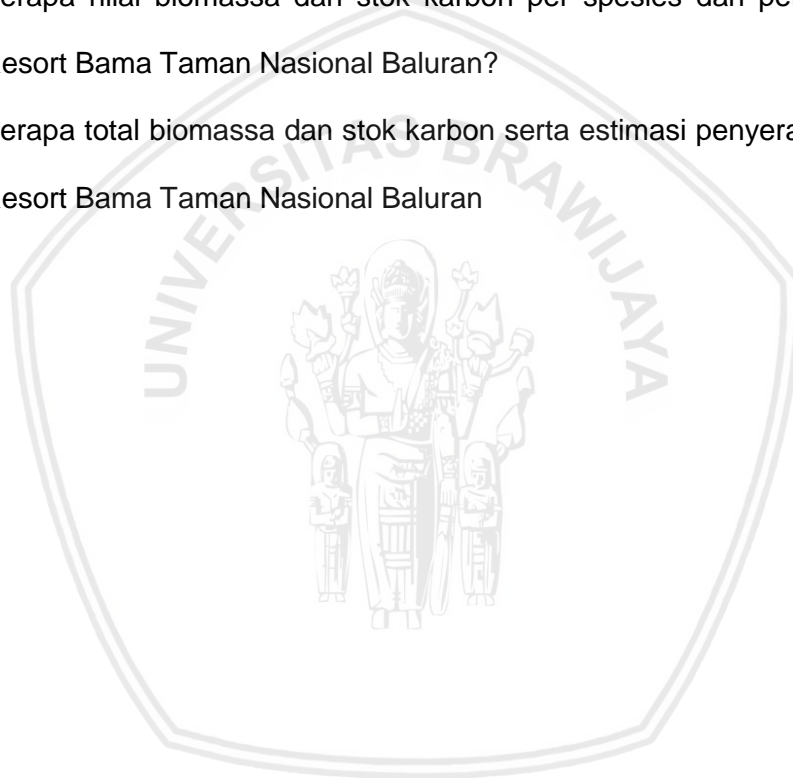 erapa nilai biomassa dan stok karbon per spesies dan pe
esort Bama Taman Nasional Baluran?
erapa total biomassa dan stok karbon serta estimasi penyera
esort Bama Taman Nasional Baluran
UNIVERSITAS BRAWIJAYA